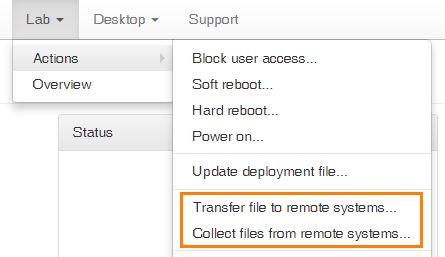 Lab Desktop Support
Actions
Overview
Block user access...
Soft reboot...
Hard reboot...
Power on...
Update deployment file...
Transfer file to remote systems...
Collect files from remote systems...
Status